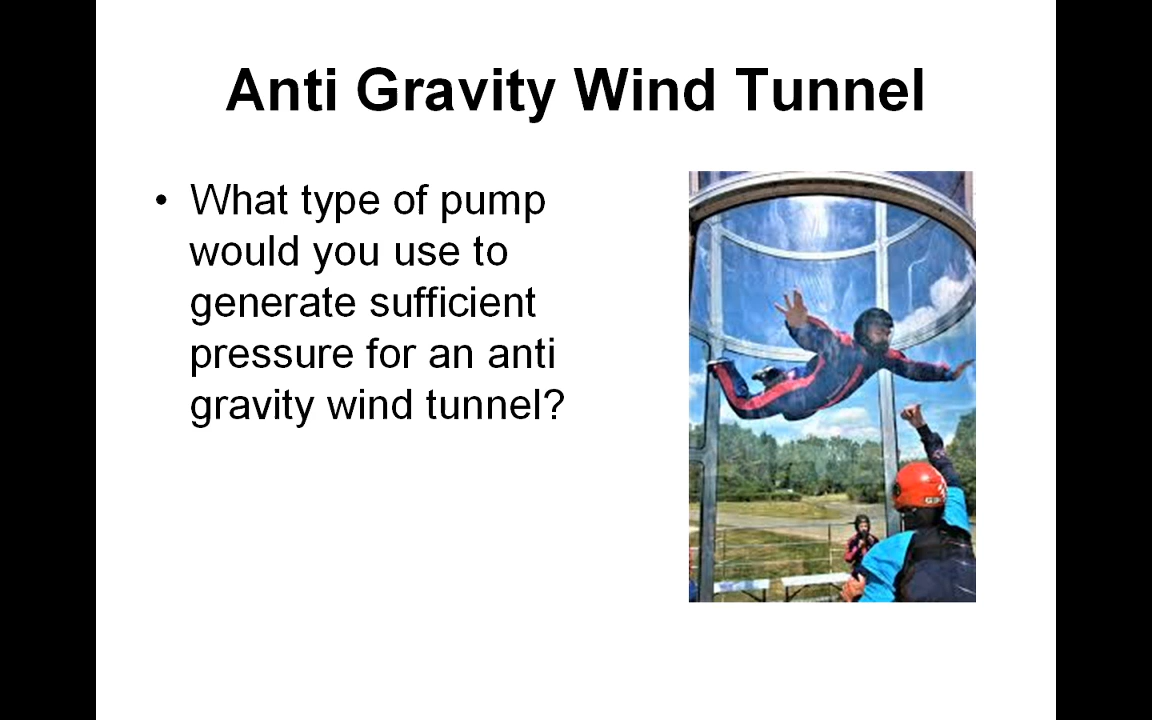 Anti Gravity Wind Tunnel
• What type of pump
would you use to
generate sufficient
pressure for an anti
gravity wind tunnel?